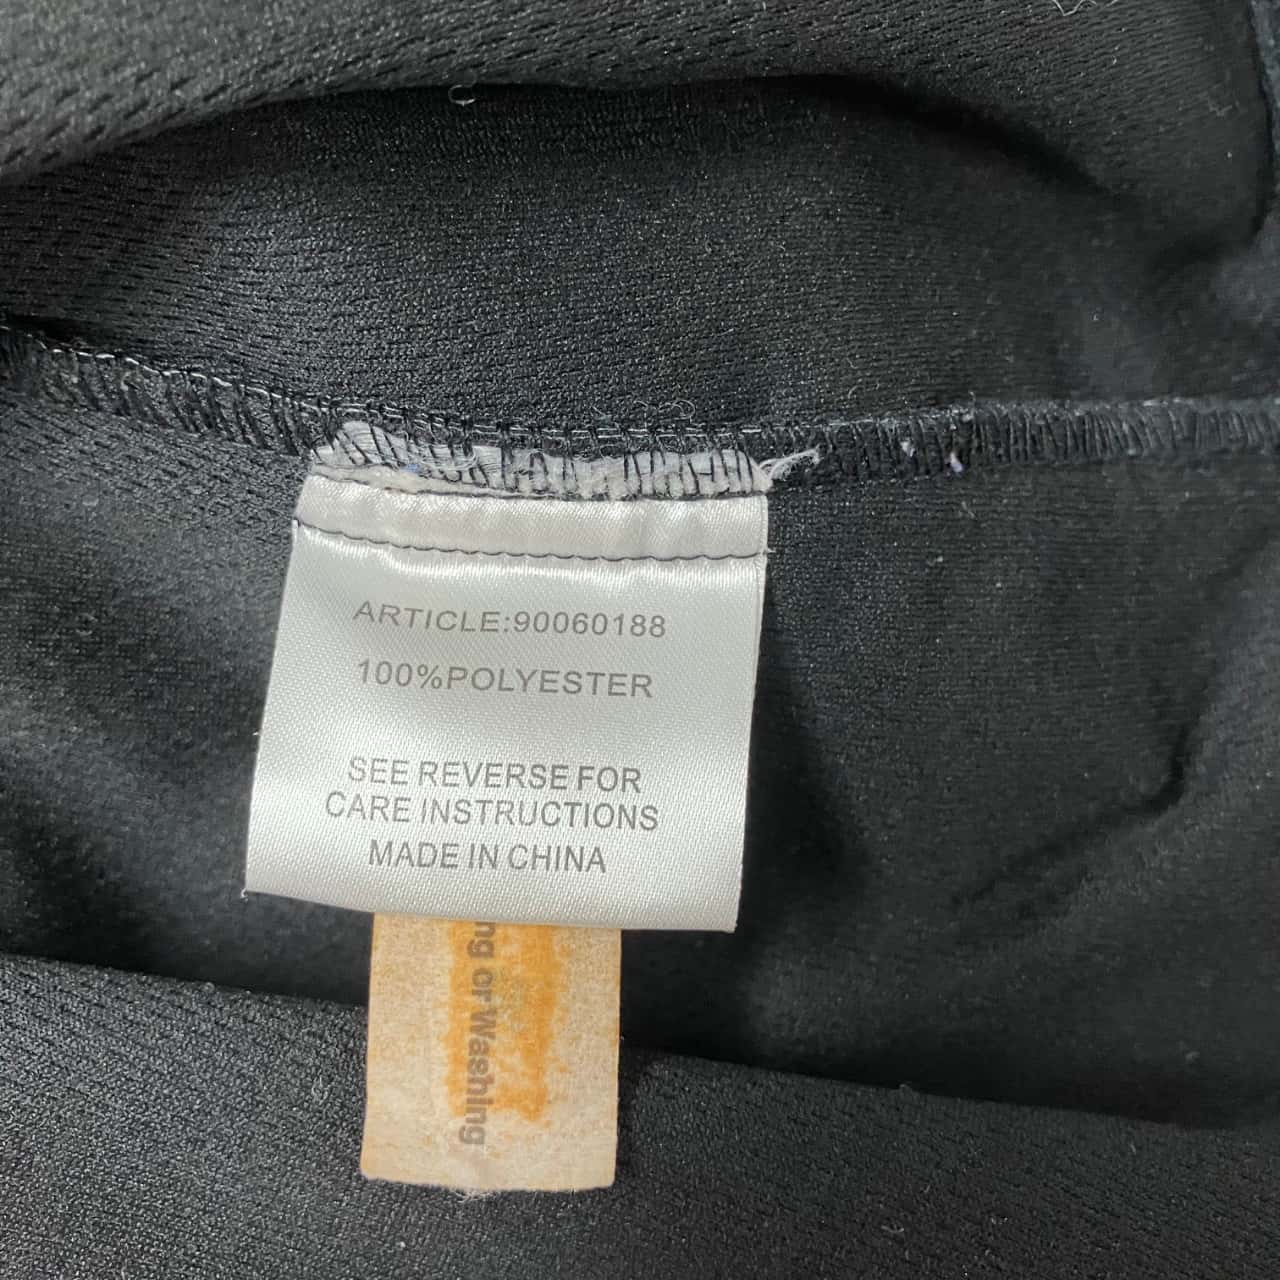 ARTICLE:90060188
100%POLYESTER
SEE REVERSE FOR
CARE INSTRUCTIONS
MADE IN CHINA
or Washing